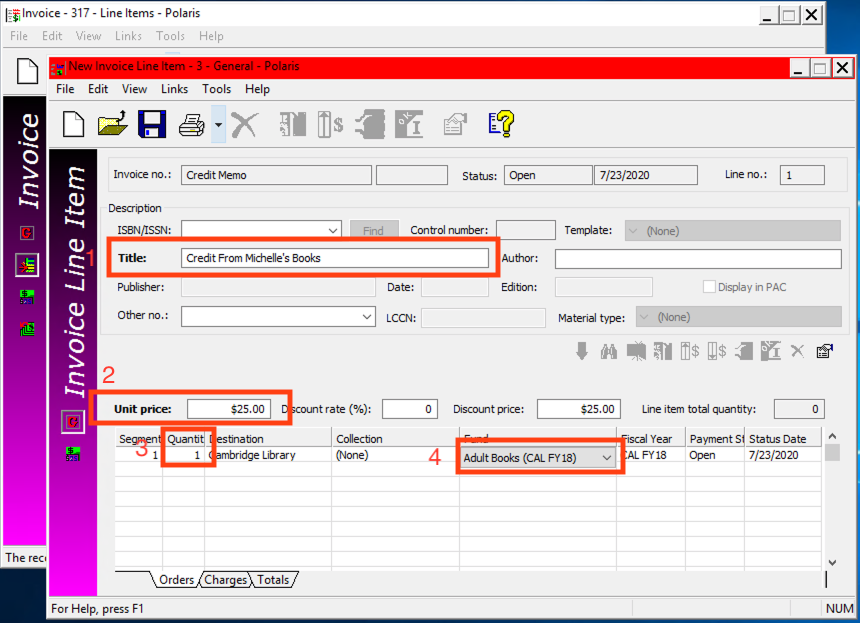 Invoice - 317 - Line Items - Polaris
File Edit View Links Tools Help
New Invoice Line Item - 3 - General - Polaris
File Edit View Links Tools Help
Invoice
Invoice Line Item
Invoice no.: Credit Memo Status: Open 7/23/2020 Line no.: 1
Description
ISBN/ISSN: Find Control number: Template: (None)
1 Title: Credit From Michelle's Books Author:
Publisher: Date: Edition: Display in PAC
Other no.: LCCN: Material type: (None)
2
Unit price: $25.00 Discount rate (%): 0 Discount price: $25.00 Line item total quantity: 0
Segment Quantit Destination Collection Fund Fiscal Year Payment St Status Date
3 1 1 Cambridge Library (None) 4 Adult Books (CAL FY18) CAL FY18 Open 7/23/2020
The reco
Orders Charges Totals
For Help, press F1 NUM